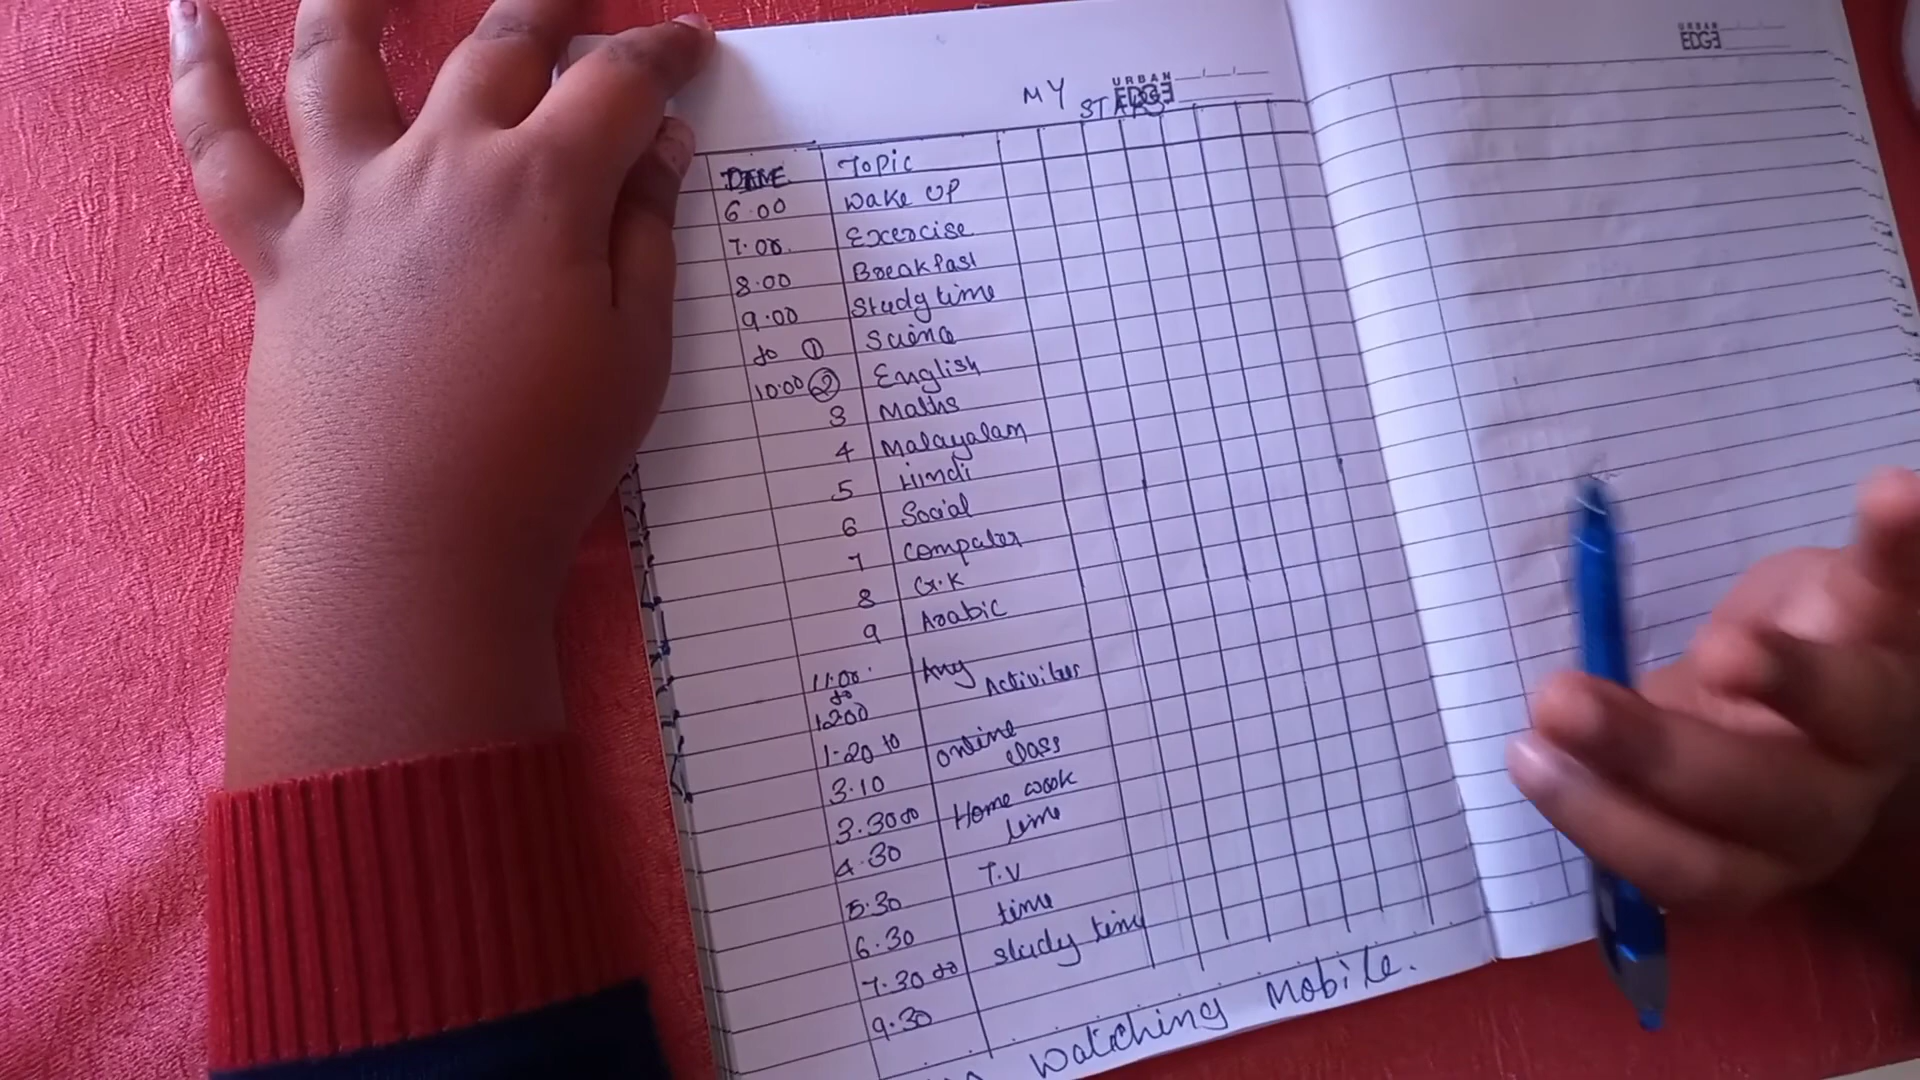 URBAN
EDGE
URBAN
EDGE
MY
STARS
TIME Topic
6.00 Wake UP
7.00. Excercise
8.00 Breakfast
9.00 Study time
to ① Science
10:00 ② English
3 Maths
4 Malayalam
5 Hindi
6 Social
7 Computer
8 G.K
9 Arabic
11.00. Any
to Activities
12.00
1.20 to online
3.10 class
3.30 to Home work
4.30 time
5.30 T.V
6.30 time
7.30 to study time
9.30
Watching Mobile.